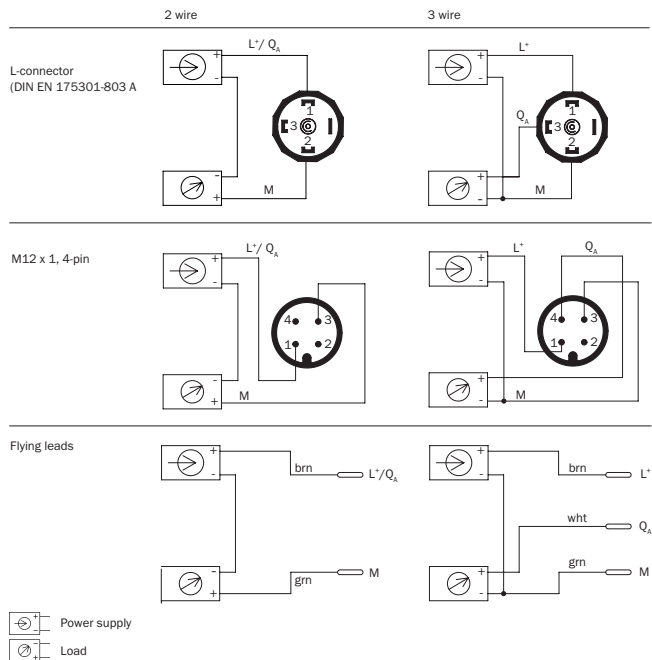 2 wire 3 wire
L-connector
(DIN EN 175301-803 A
+ L⁺/ Q_A
-
1
3
2
-
+ M
+ L⁺
-
Q_A
1
3
2
+
- M
M12 x 1, 4-pin
+ L⁺/ Q_A
-
4 3
1 2
-
+ M
+ L⁺ Q_A
-
4 3
1 2
+
- M
Flying leads
+ brn L⁺/Q_A
-
-
+ grn M
+ brn L⁺
-
wht Q_A
+ grn M
-
+ Power supply
-
- Load
+